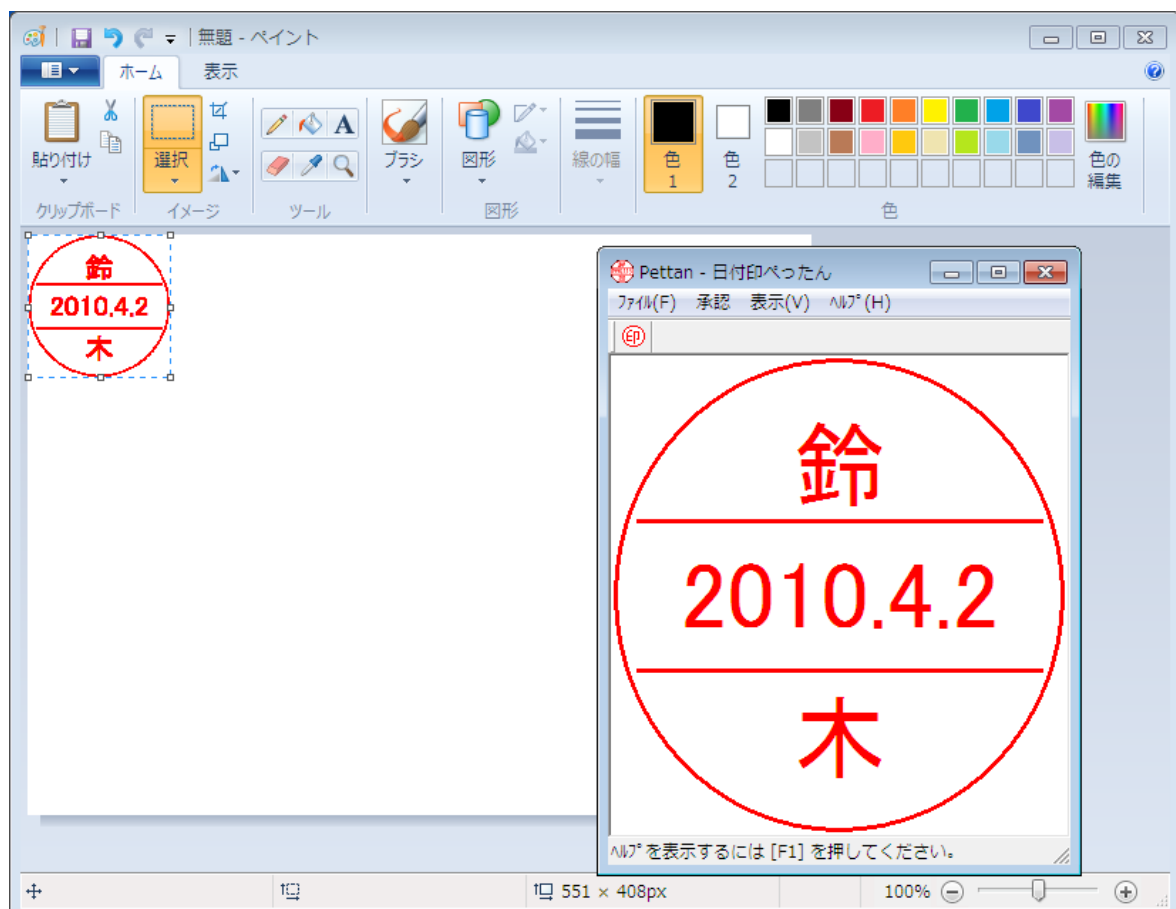 無題 - ペイント
ホーム 表示
貼り付け
選択
A
ブラシ
図形
線の幅
色
1
色
2
色の
編集
クリップボード
イメージ
ツール
図形
色
鈴
2010.4.2
木
Pettan - 日付印ぺったん
ﾌｧｲﾙ(F) 承認 表示(V) ﾍﾙﾌﾟ(H)
印
鈴
2010.4.2
木
ﾍﾙﾌﾟを表示するには [F1] を押してください。
551 × 408px
100%